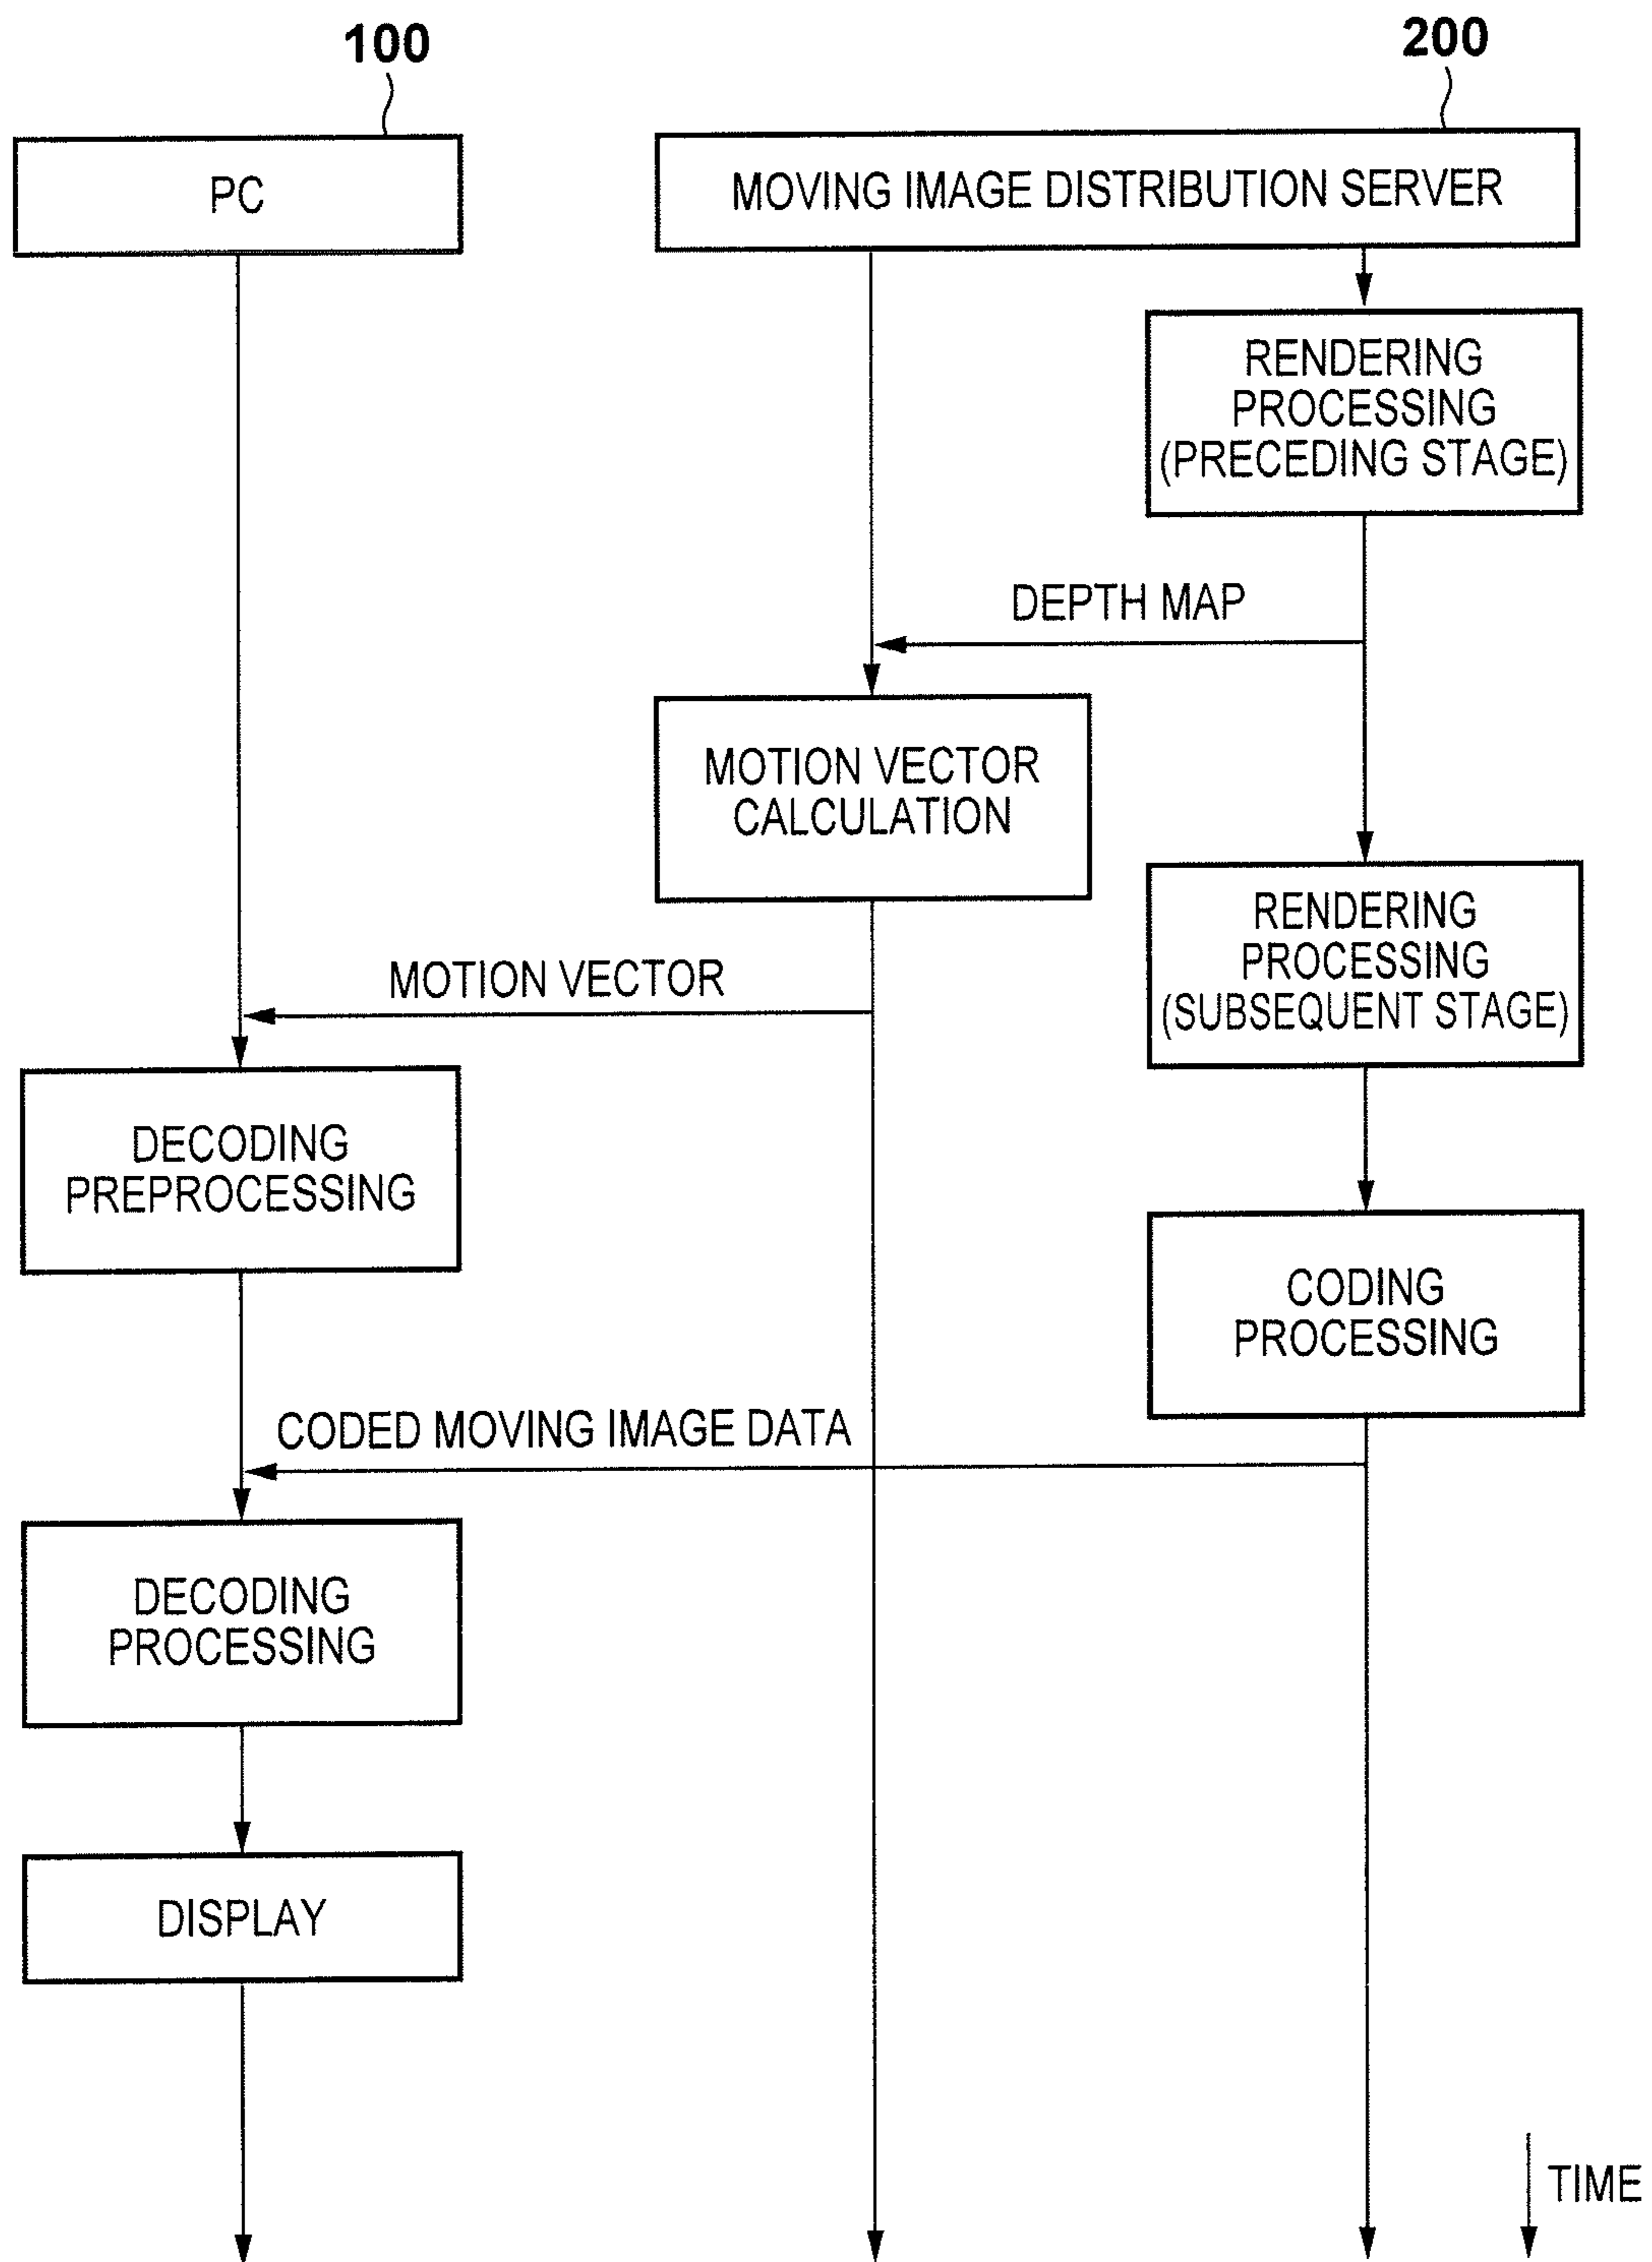 100
200
PC
MOVING IMAGE DISTRIBUTION SERVER
RENDERING
PROCESSING
(PRECEDING STAGE)
DEPTH MAP
MOTION VECTOR
CALCULATION
RENDERING
PROCESSING
(SUBSEQUENT STAGE)
MOTION VECTOR
DECODING
PREPROCESSING
CODING
PROCESSING
CODED MOVING IMAGE DATA
DECODING
PROCESSING
DISPLAY
TIME